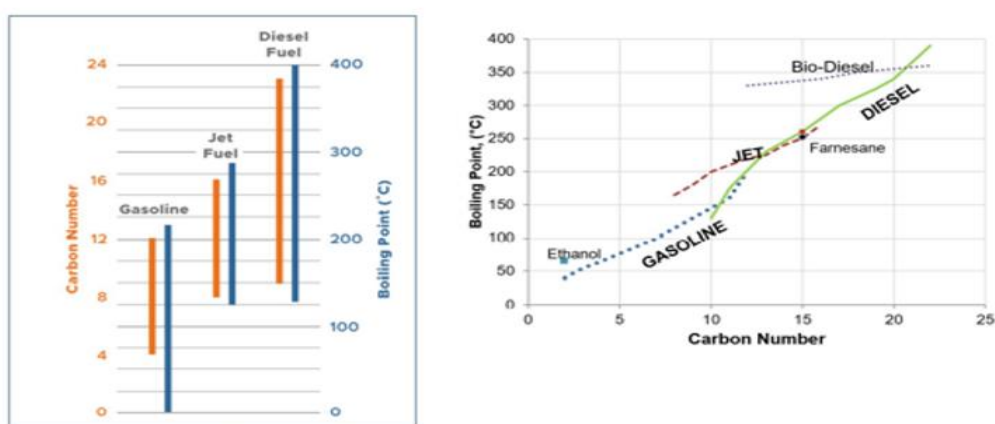 Diesel
Fuel
24
400
20
Jet
Fuel
300
16
Gasoline
12
200
8
100
4
0
0
Carbon Number
Boiling Point (°C)
400
350
300
250
200
150
100
50
0
Boiling Point, (°C)
Bio-Diesel
DIESEL
JET
Farnesane
GASOLINE
Ethanol
0
5
10
15
20
25
Carbon Number